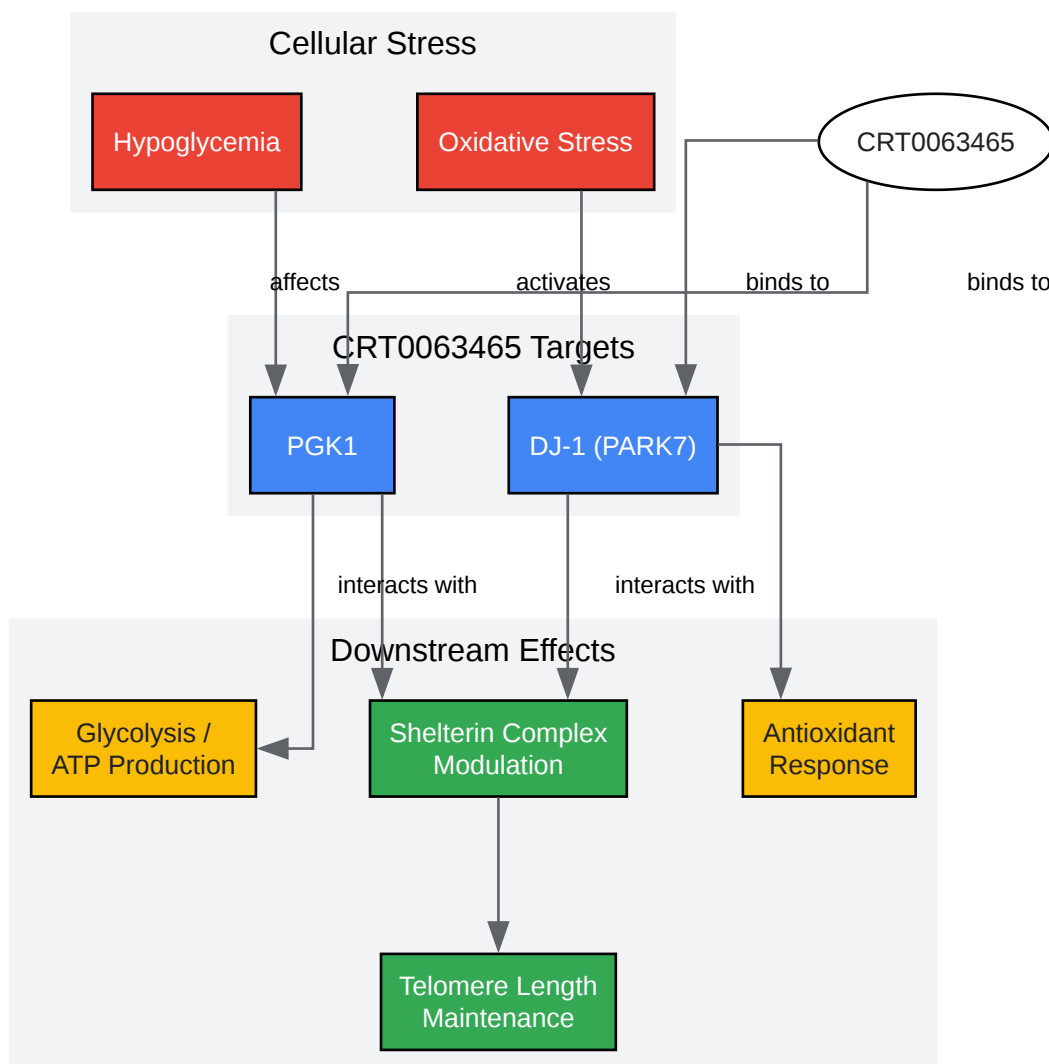 Cellular Stress
Hypoglycemia
Oxidative Stress
CRT0063465
affects
activates
binds to
binds to
CRT0063465 Targets
PGK1
DJ-1 (PARK7)
interacts with
interacts with
Downstream Effects
Glycolysis /
ATP Production
Shelterin Complex
Modulation
Antioxidant
Response
Telomere Length
Maintenance